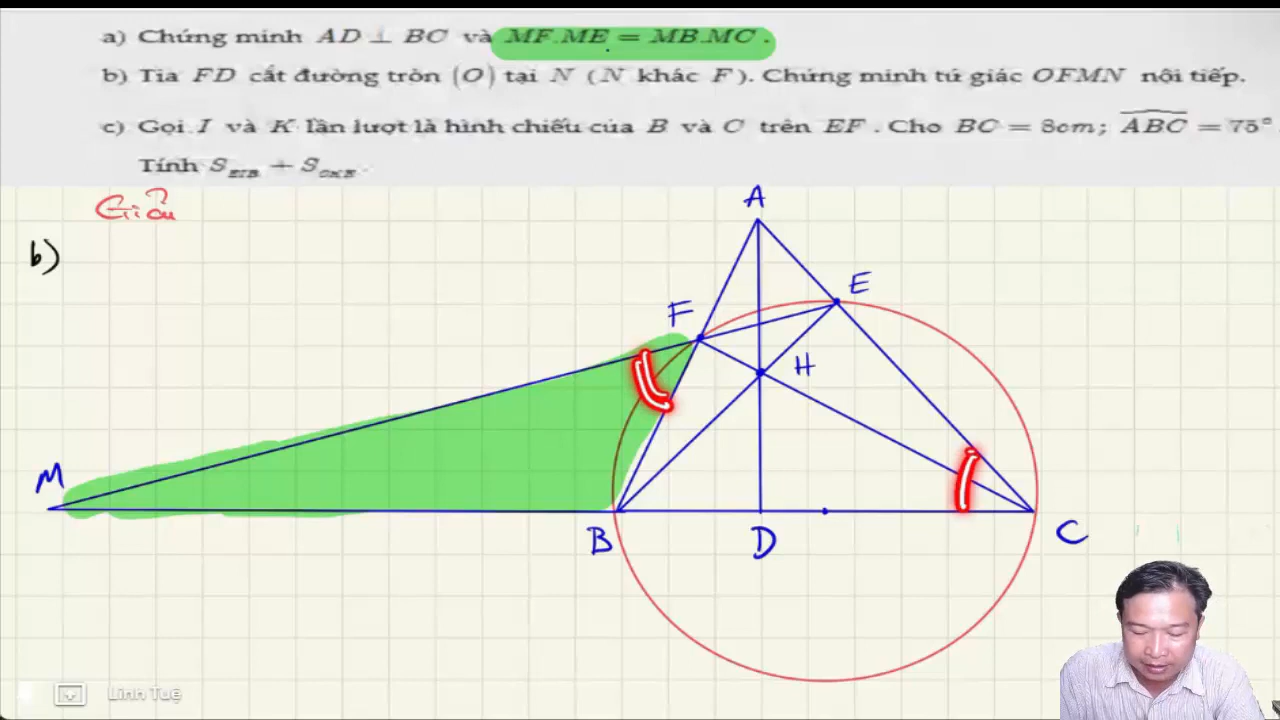 a) Chứng minh AD ⊥ BC và MF.ME = MB.MC .
b) Tia FD cắt đường tròn (O) tại N (N khác F). Chứng minh tứ giác OFMN nội tiếp.
c) Gọi I và K lần lượt là hình chiếu của B và C trên EF . Cho BC = 8cm; ABC = 75°
Tính S + S
Giải
b)
A
E
F
H
M
B
D
C
Linh Tuệ